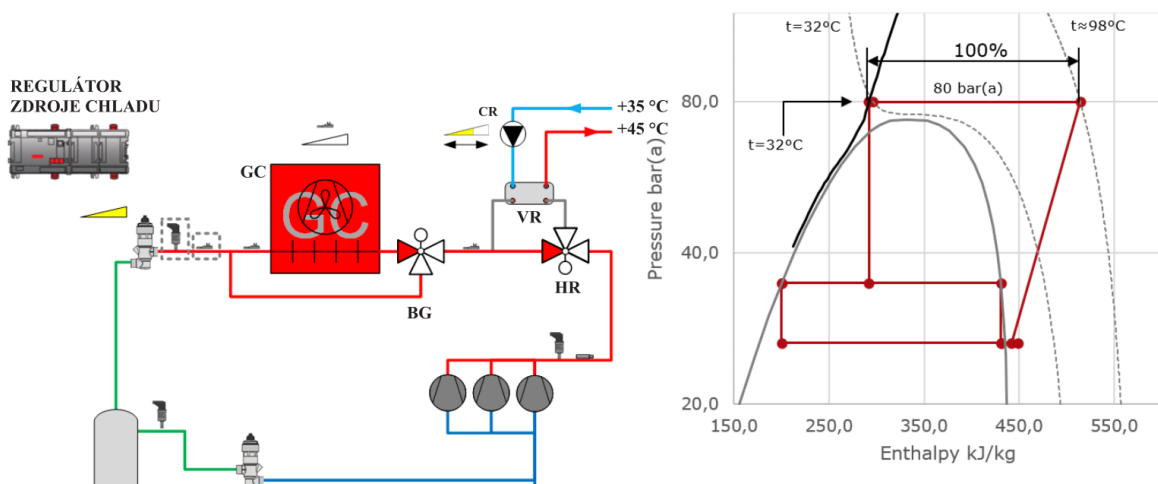 REGULÁTOR
ZDROJE CHLADU
GC
GC
BG
CR
+35 °C
+45 °C
VR
HR
t=32ºC
t≈98ºC
100%
80 bar(a)
t=32ºC
Pressure bar(a)
80,0
40,0
20,0
150,0 250,0 350,0 450,0 550,0
Enthalpy kJ/kg